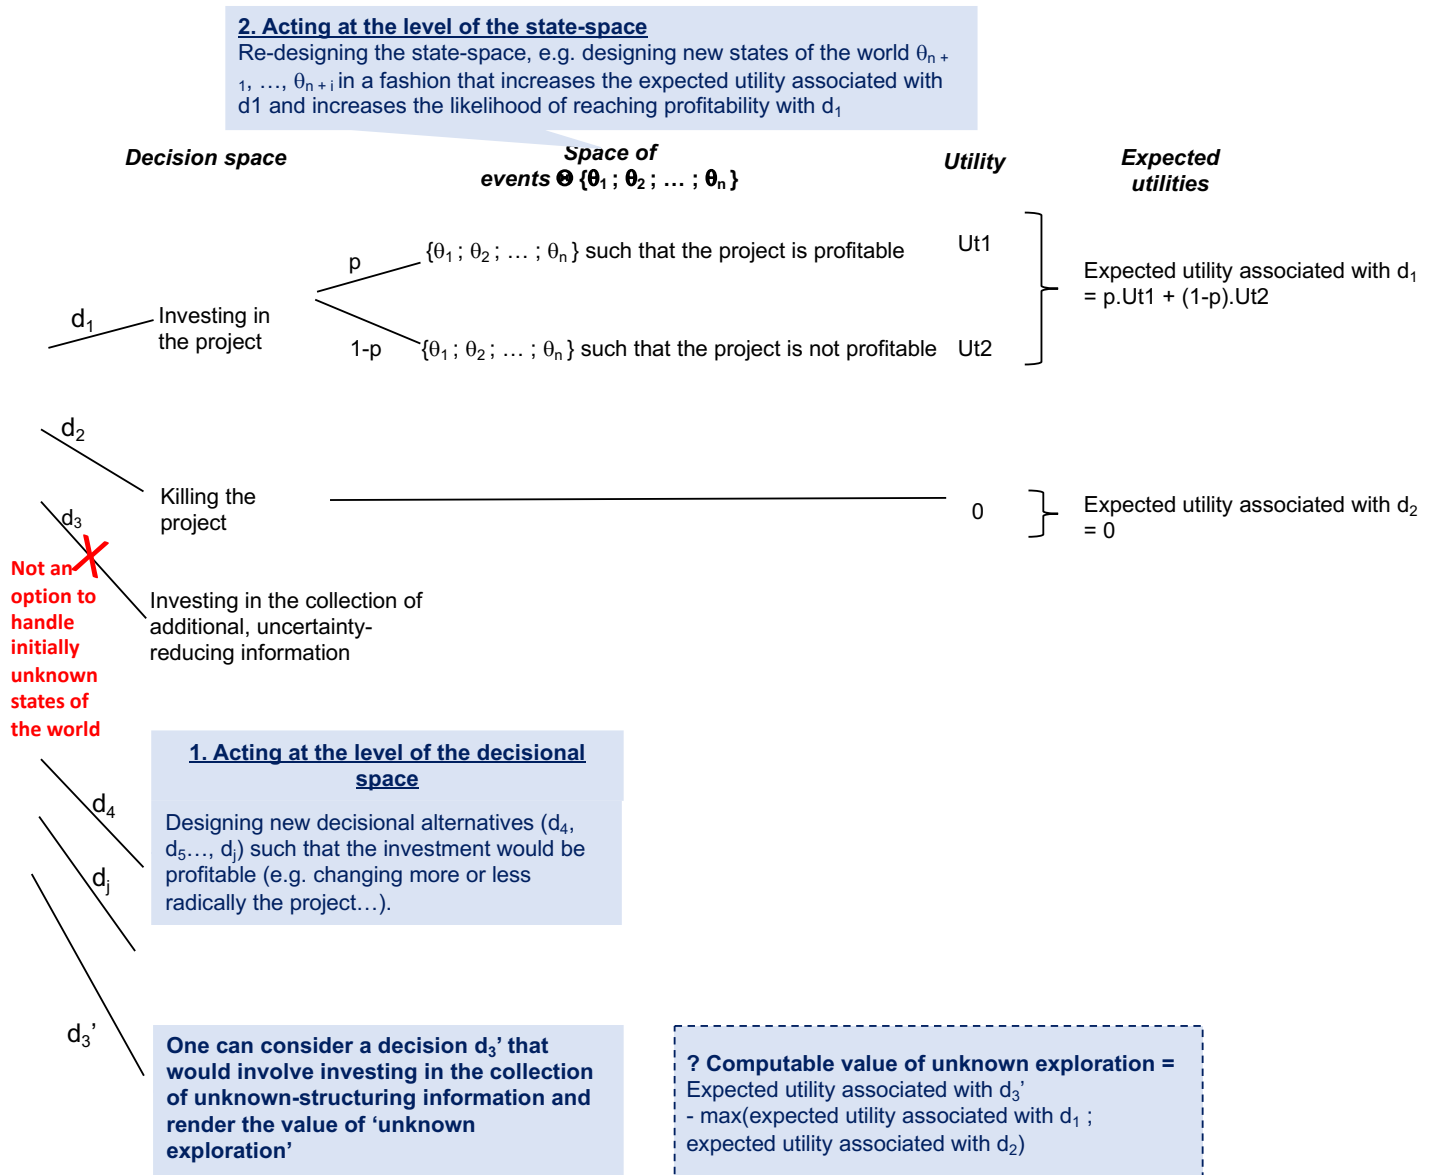 2. Acting at the level of the state-space
Re-designing the state-space, e.g. designing new states of the world θn +
1, …, θn + i in a fashion that increases the expected utility associated with
d1 and increases the likelihood of reaching profitability with d1
Decision space
Space of
events Θ {θ1 ; θ2 ; … ; θn }
Utility
Expected
utilities
d1
Investing in
the project
p
{θ1 ; θ2 ; … ; θn } such that the project is profitable
Ut1
1-p
{θ1 ; θ2 ; … ; θn } such that the project is not profitable
Ut2
Expected utility associated with d1
= p.Ut1 + (1-p).Ut2
d2
Killing the
project
0
Expected utility associated with d2
= 0
d3
X
Not an
option to
handle
initially
unknown
states of
the world
Investing in the collection of
additional, uncertainty-
reducing information
1. Acting at the level of the decisional
space
d4
Designing new decisional alternatives (d4,
d5…, dj) such that the investment would be
profitable (e.g. changing more or less
radically the project…).
dj
d3’
One can consider a decision d3’ that
would involve investing in the collection
of unknown-structuring information and
render the value of ‘unknown
exploration’
? Computable value of unknown exploration =
Expected utility associated with d3’
- max(expected utility associated with d1 ;
expected utility associated with d2)